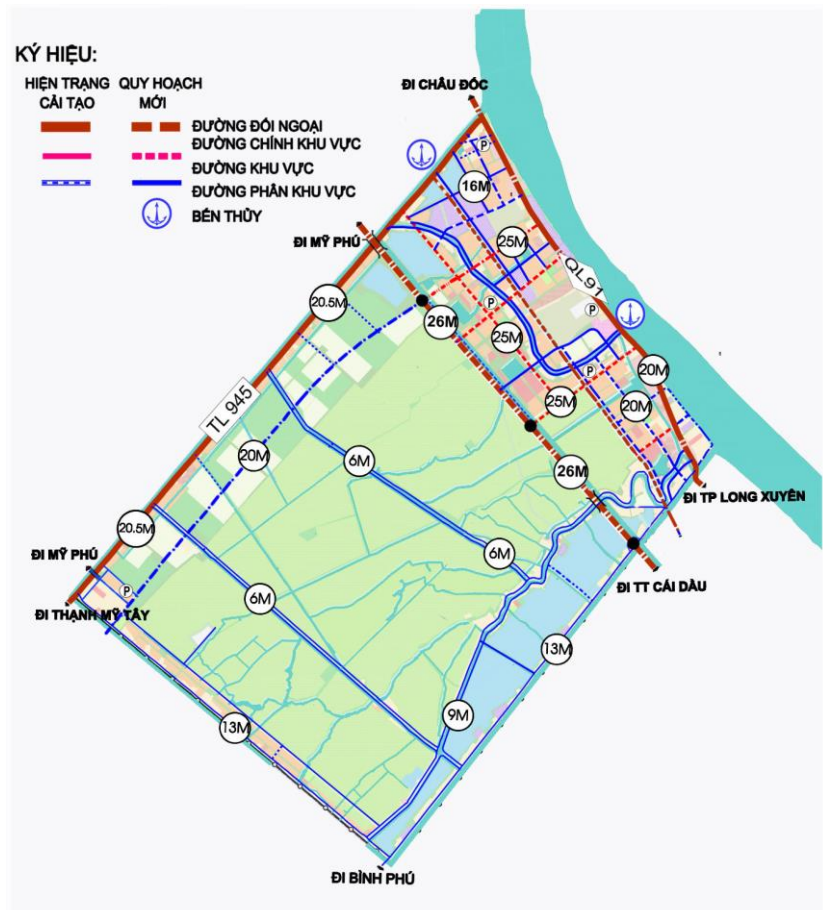 KÝ HIỆU:
HIỆN TRẠNG CẢI TẠO
QUY HOẠCH MỚI
ĐƯỜNG ĐỐI NGOẠI
ĐƯỜNG CHÍNH KHU VỰC
ĐƯỜNG KHU VỰC
ĐƯỜNG PHÂN KHU VỰC
BẾN THỦY
ĐI CHÂU ĐÓC
P
16M
ĐI MỸ PHÚ
25M
QL91
20.5M
26M
P
P
25M
20M
P
TL 945
25M
20M
20M
6M
26M
ĐI TP LONG XUYÊN
20.5M
6M
ĐI MỸ PHÚ
ĐI TT CÁI DẦU
P
6M
ĐI THẠNH MỸ TÂY
13M
9M
13M
ĐI BÌNH PHÚ